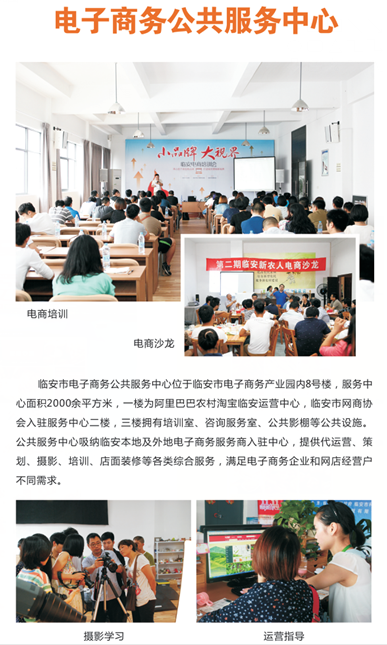 电子商务公共服务中心
小品牌 大视界
第二期临安新农人电商沙龙
电商培训
电商沙龙
临安市电子商务公共服务中心位于临安市电子商务产业园内8号楼，服务中
心面积2000余平方米，一楼为阿里巴巴农村淘宝临安运营中心，临安市网商协
会入驻服务中心二楼，三楼拥有培训室、咨询服务室、公共影棚等公共设施。
公共服务中心吸纳临安本地及外地电子商务服务商入驻中心，提供代运营、策
划、摄影、培训、店面装修等各类综合服务，满足电子商务企业和网店经营户
不同需求。
摄影学习
运营指导